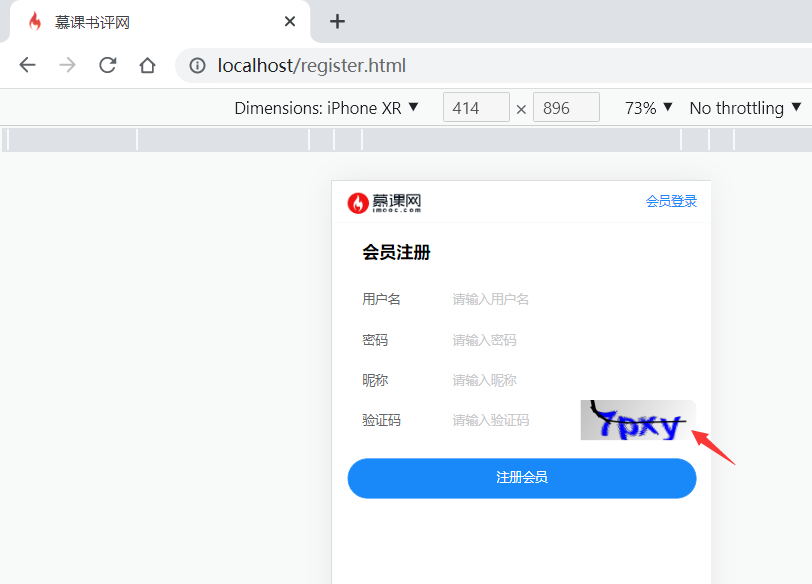 慕课书评网
localhost/register.html
Dimensions: iPhone XR 414 × 896 73% No throttling
慕课网
imooc.com
会员登录
会员注册
用户名 请输入用户名
密码 请输入密码
昵称 请输入昵称
验证码 请输入验证码 7pxy
注册会员